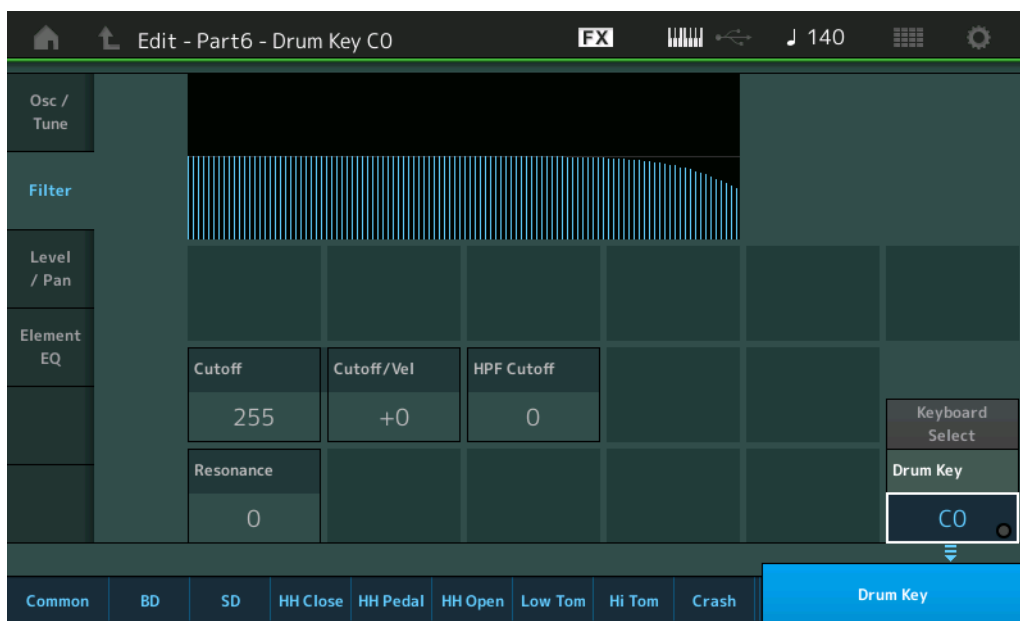 Edit - Part6 - Drum Key C0
FX
140
Osc /
Tune
Filter
Level
/ Pan
Element
EQ
Cutoff
Cutoff/Vel
HPF Cutoff
255
+0
0
Keyboard
Select
Resonance
Drum Key
0
C0
Common
BD
SD
HH Close
HH Pedal
HH Open
Low Tom
Hi Tom
Crash
Drum Key